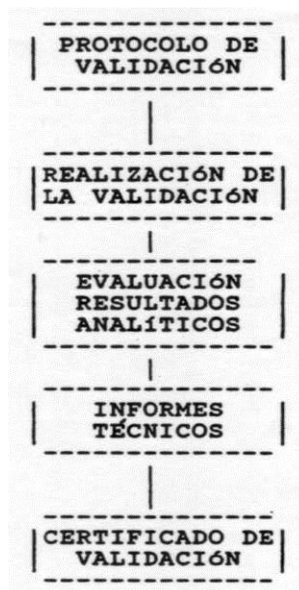 PROTOCOLO DE
VALIDACIÓN
REALIZACIÓN DE
LA VALIDACIÓN
EVALUACIÓN
RESULTADOS
ANALÍTICOS
INFORMES
TÉCNICOS
CERTIFICADO DE
VALIDACIÓN